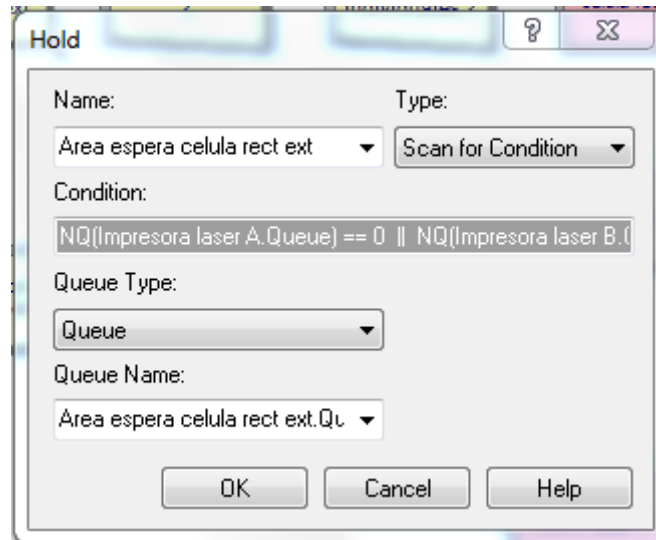 Hold
Name:
Type:
Area espera celula rect ext
Scan for Condition
Condition:
NQ(Impresora laser A.Queue) == 0 || NQ(Impresora laser B.
Queue Type:
Queue
Queue Name:
Area espera celula rect ext.Qu
OK
Cancel
Help